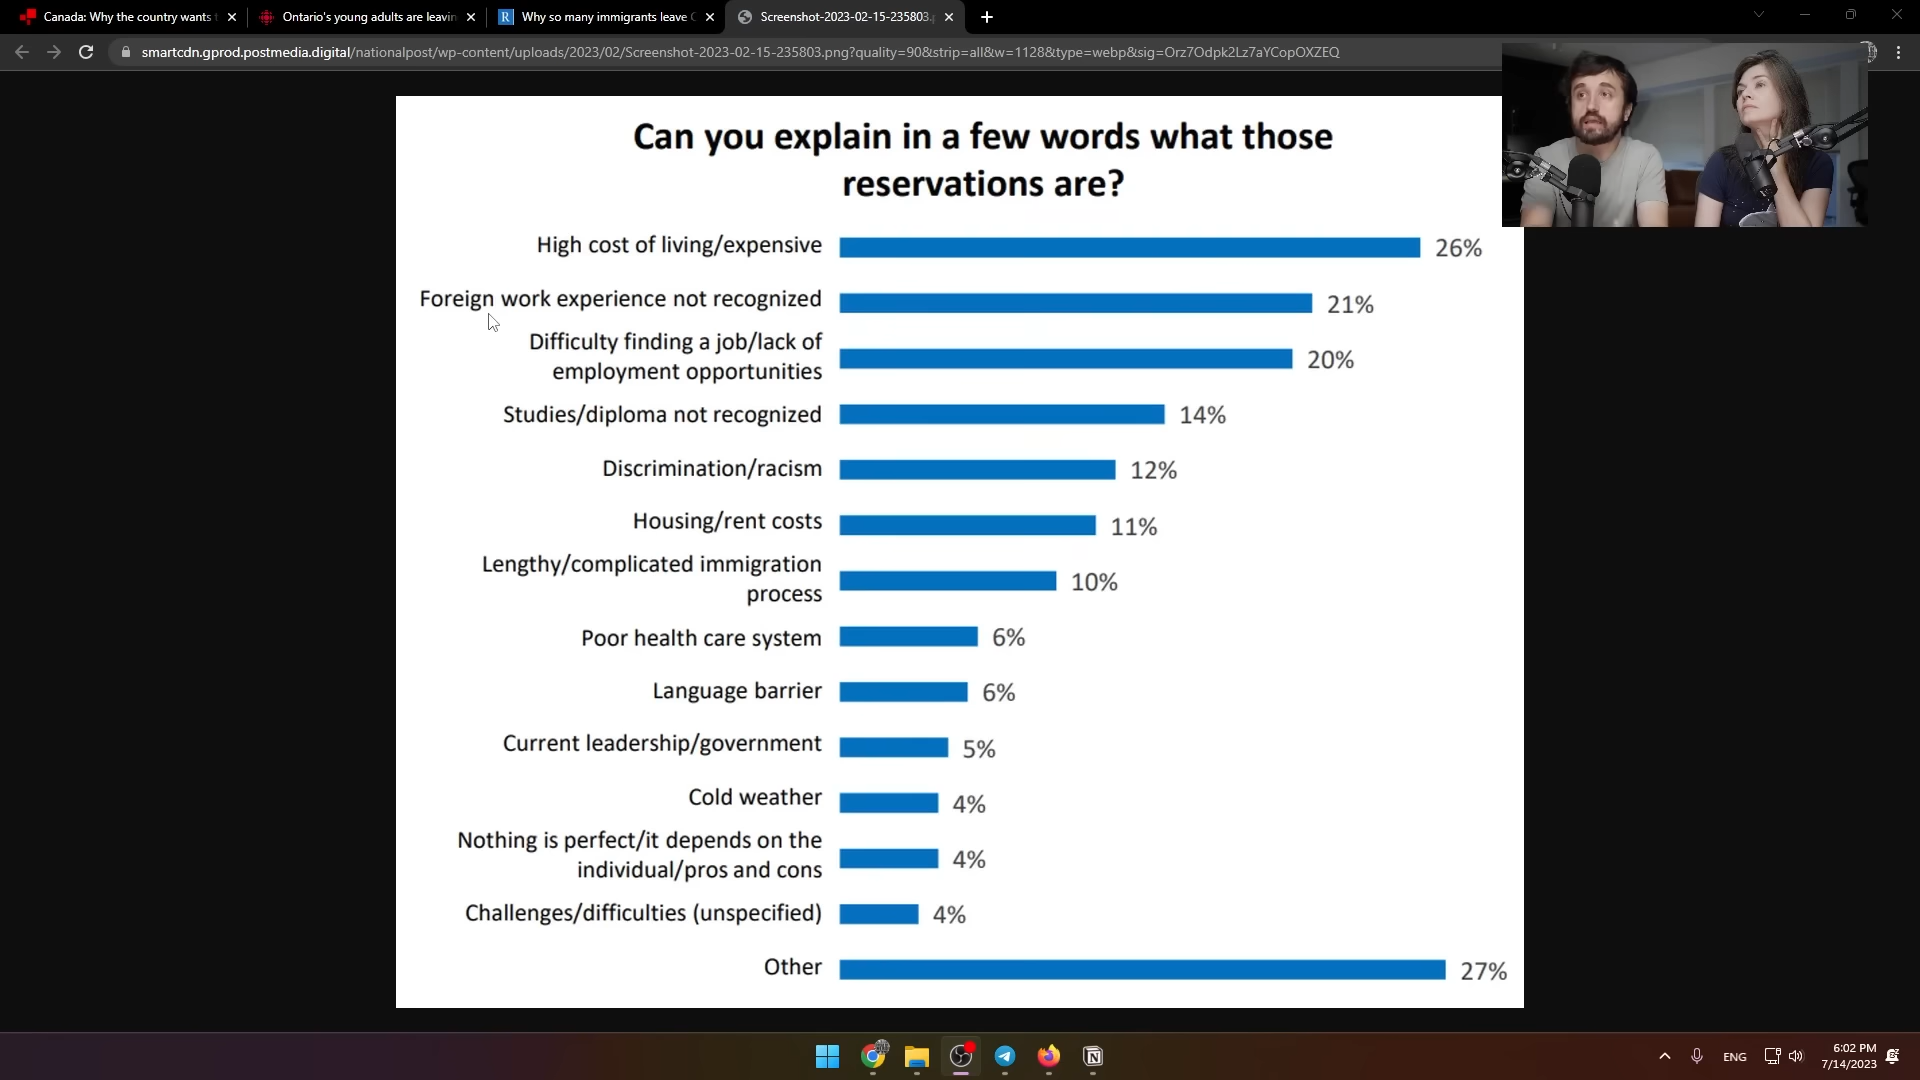 Canada: Why the country wants
Ontario's young adults are leavin
Why so many immigrants leave C
Screenshot-2023-02-15-235803.p
smartcdn.gprod.postmedia.digital/nationalpost/wp-content/uploads/2023/02/Screenshot-2023-02-15-235803.png?quality=90&strip=all&w=1128&type=webp&sig=Orz7Odpk2Lz7aYCopOXZEQ
Can you explain in a few words what those
reservations are?
High cost of living/expensive 26%
Foreign work experience not recognized 21%
Difficulty finding a job/lack of
employment opportunities 20%
Studies/diploma not recognized 14%
Discrimination/racism 12%
Housing/rent costs 11%
Lengthy/complicated immigration
process 10%
Poor health care system 6%
Language barrier 6%
Current leadership/government 5%
Cold weather 4%
Nothing is perfect/it depends on the
individual/pros and cons 4%
Challenges/difficulties (unspecified) 4%
Other 27%
ENG
6:02 PM
7/14/2023